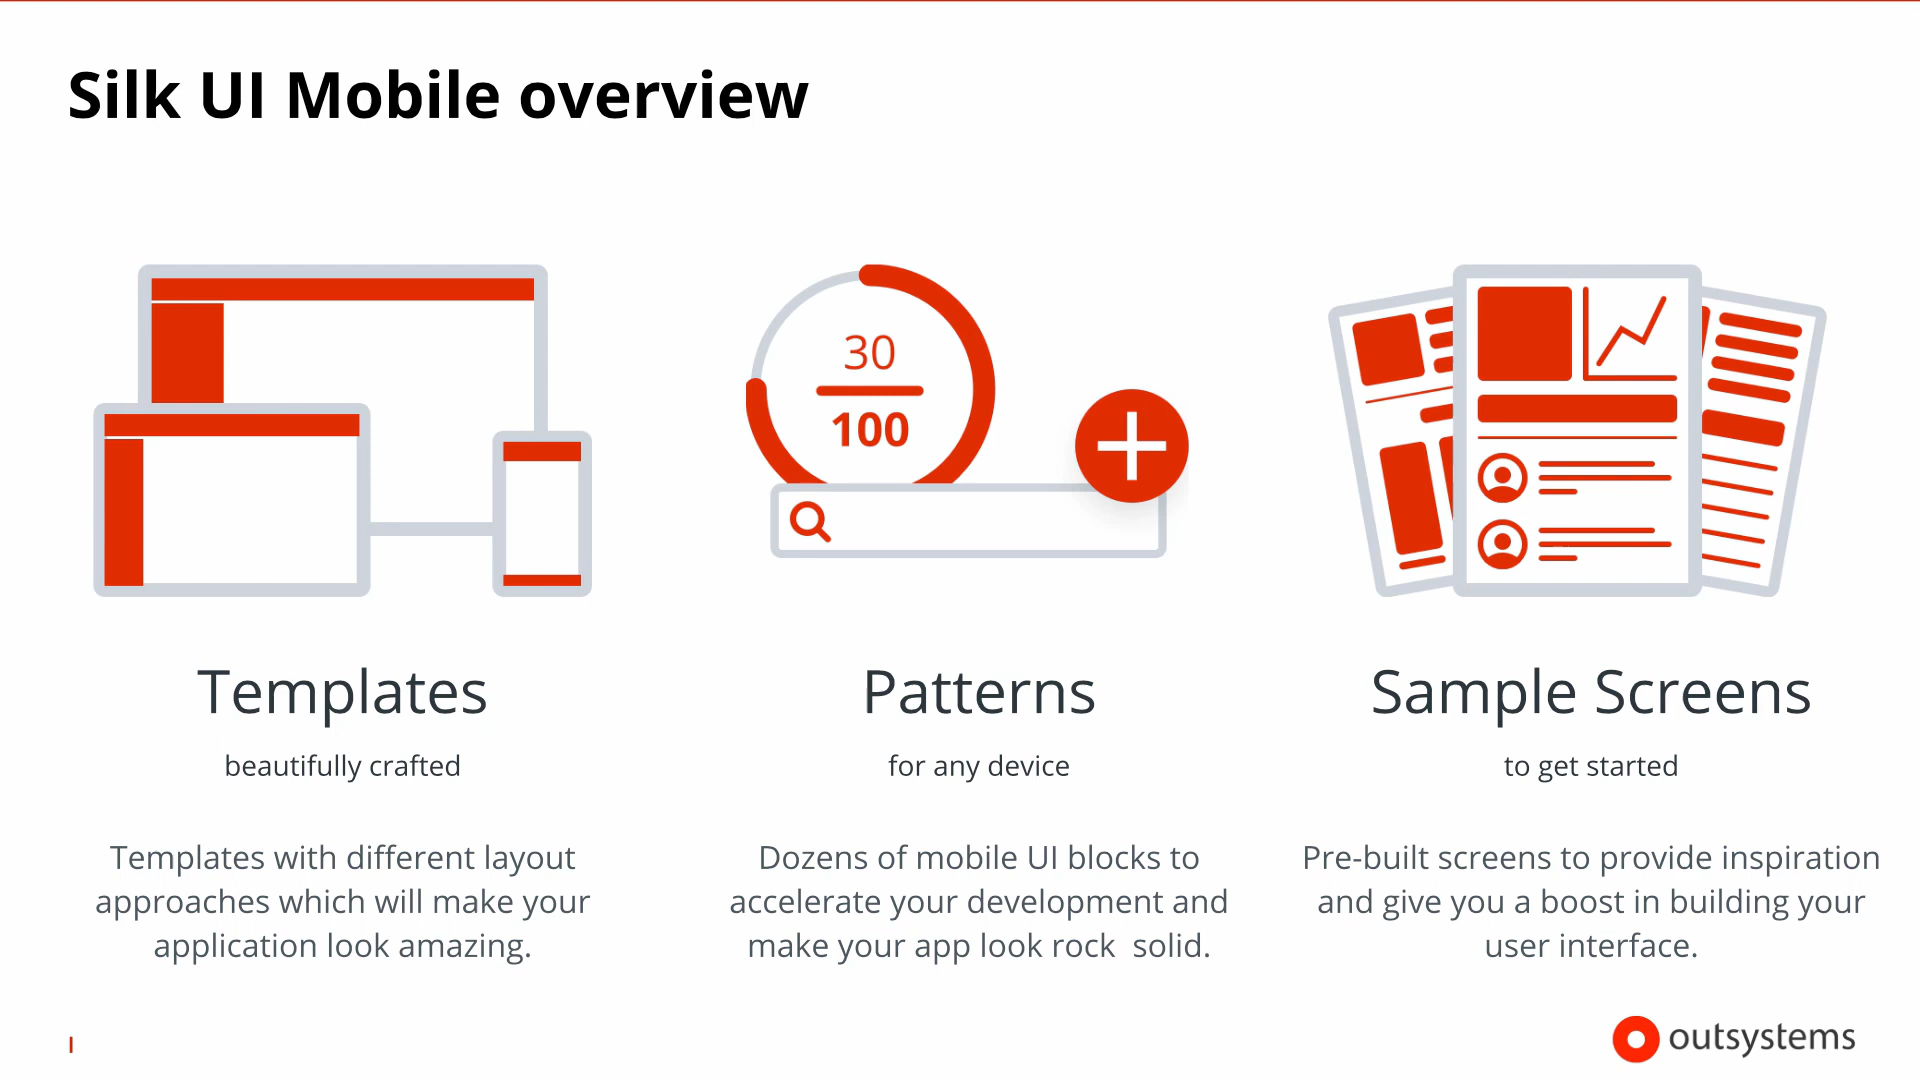 Silk UI Mobile overview
30
100
Templates
beautifully crafted
Templates with different layout
approaches which will make your
application look amazing.
Patterns
for any device
Dozens of mobile UI blocks to
accelerate your development and
make your app look rock  solid.
Sample Screens
to get started
Pre-built screens to provide inspiration
and give you a boost in building your
user interface.
I
outsystems